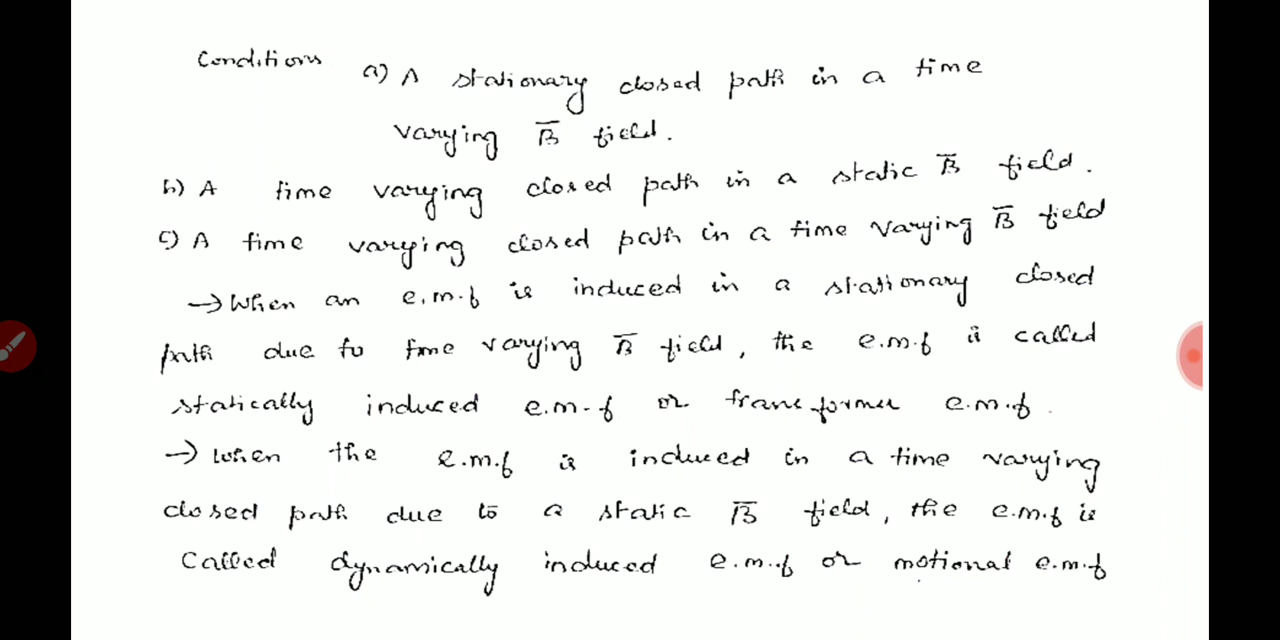 Conditions a) A stationary closed path in a time
varying B̅ field.
b) A time varying closed path in a static B̅ field.
c) A time varying closed path in a time varying B̅ field
→ When an e.m.f is induced in a stationary closed
path due to time varying B̅ field, the e.m.f is called
statically induced e.m.f or transformer e.m.f.
→ when the e.m.f is induced in a time varying
closed path due to a static B̅ field, the e.m.f is
called dynamically induced e.m.f or motional e.m.f